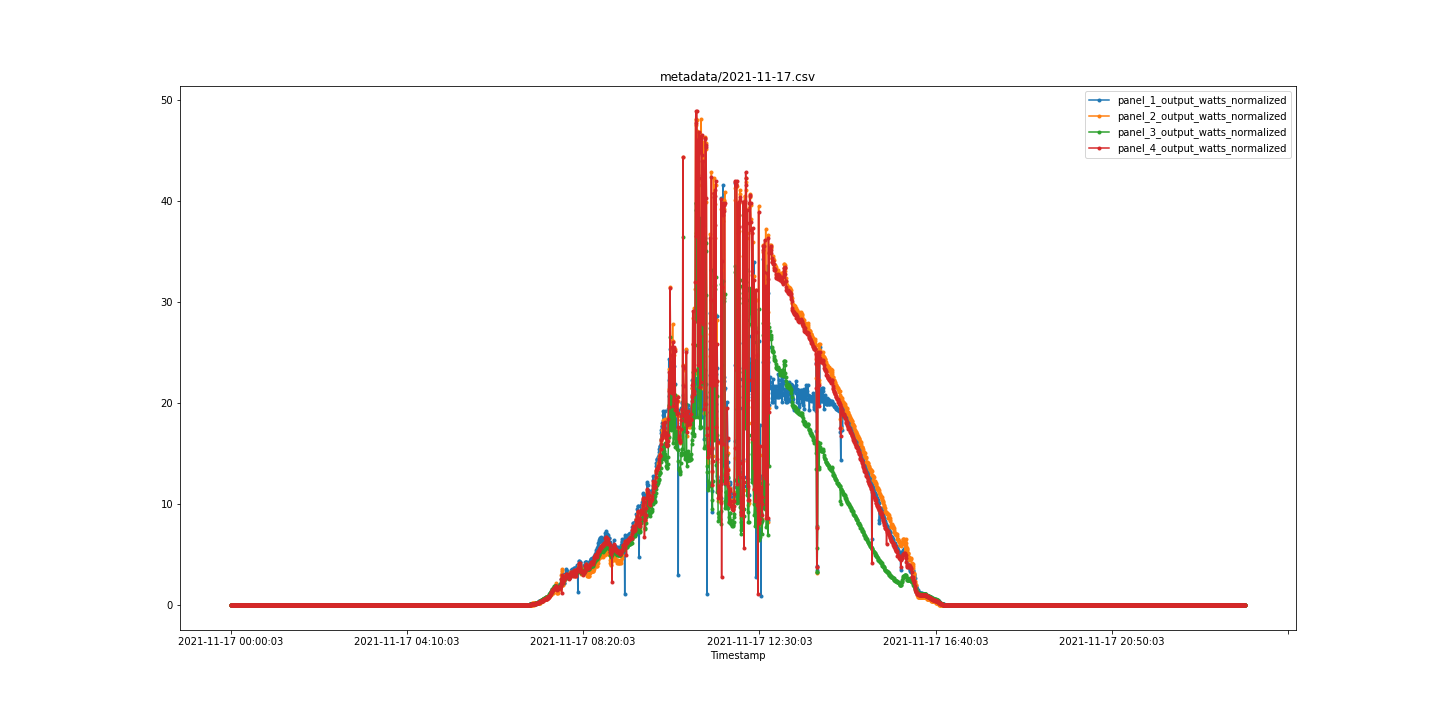 metadata/2021-11-17.csv
panel_1_output_watts_normalized
panel_2_output_watts_normalized
panel_3_output_watts_normalized
panel_4_output_watts_normalized
50
40
30
20
10
0
2021-11-17 00:00:03 2021-11-17 04:10:03 2021-11-17 08:20:03 2021-11-17 12:30:03 2021-11-17 16:40:03 2021-11-17 20:50:03
Timestamp